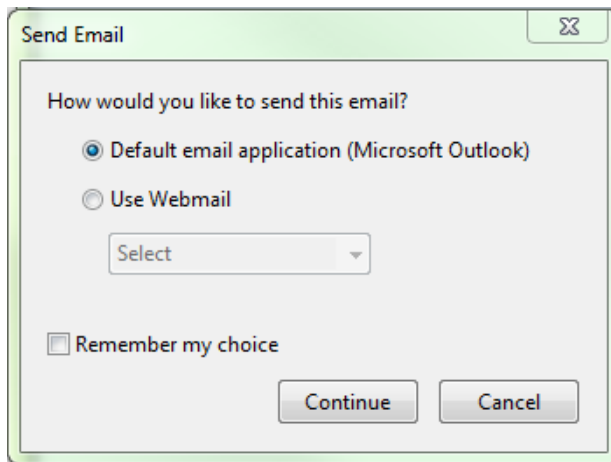 Send Email
How would you like to send this email?
Default email application (Microsoft Outlook)
Use Webmail
Select
Remember my choice
Continue
Cancel